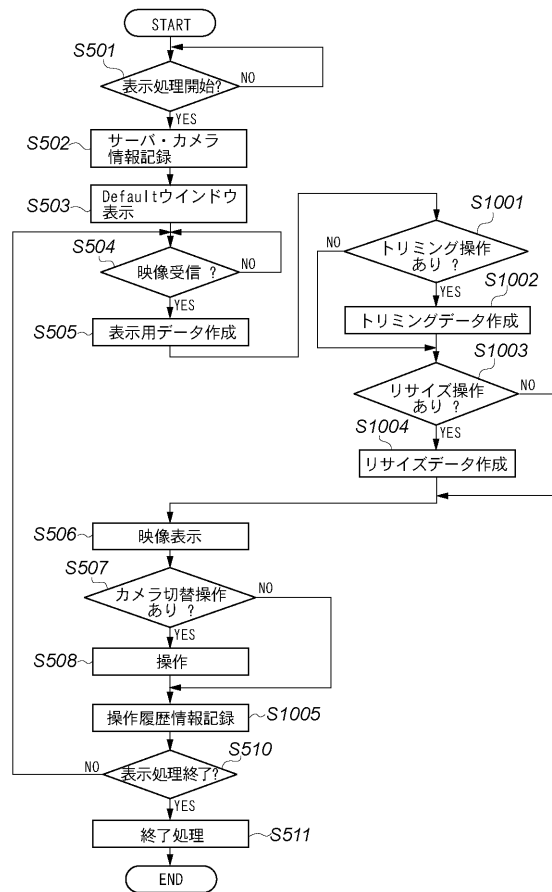 START
S501
表示処理開始?
NO
YES
S502
サーバ・カメラ
情報記録
S503
Defaultウインドウ
表示
S504
映像受信 ?
NO
YES
S505
表示用データ作成
S1001
トリミング操作
あり ?
NO
YES
S1002
トリミングデータ作成
S1003
リサイズ操作
あり ?
NO
YES
S1004
リサイズデータ作成
S506
映像表示
S507
カメラ切替操作
あり ?
NO
YES
S508
操作
S1005
操作履歴情報記録
S510
表示処理終了?
NO
YES
S511
終了処理
END